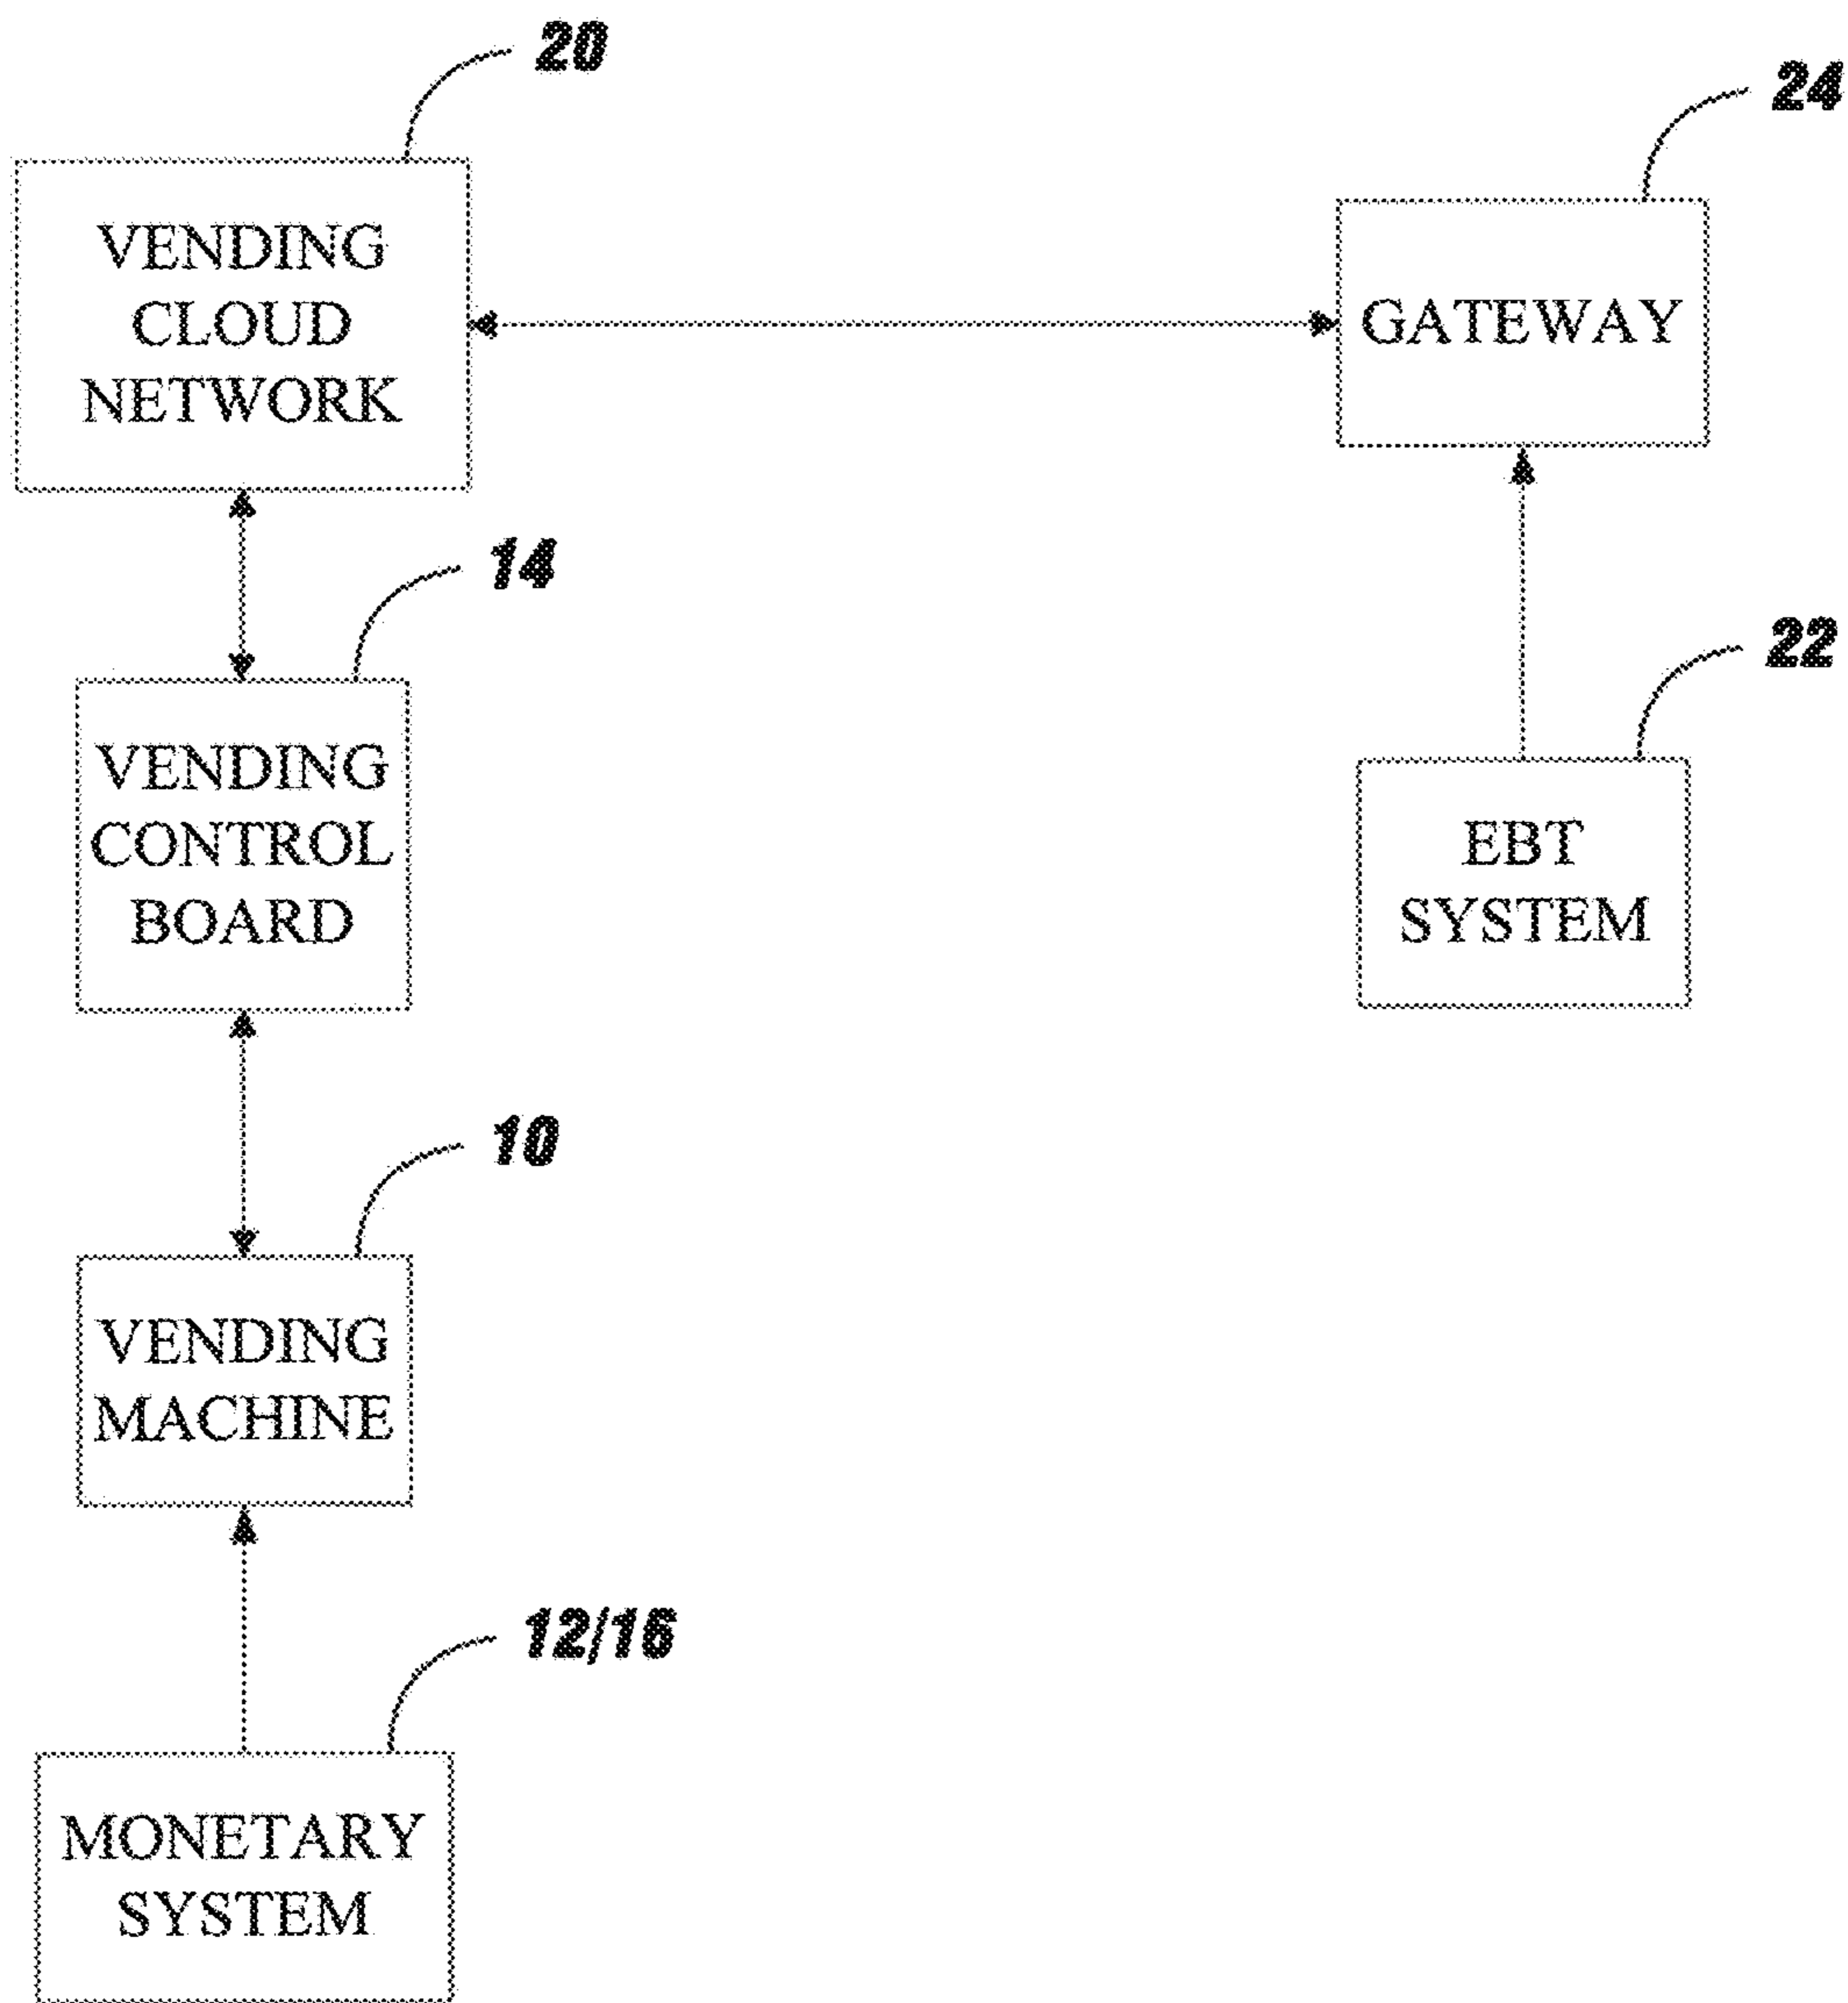 20
VENDING
CLOUD
NETWORK
24
GATEWAY
14
VENDING
CONTROL
BOARD
22
EBT
SYSTEM
10
VENDING
MACHINE
12/16
MONETARY
SYSTEM